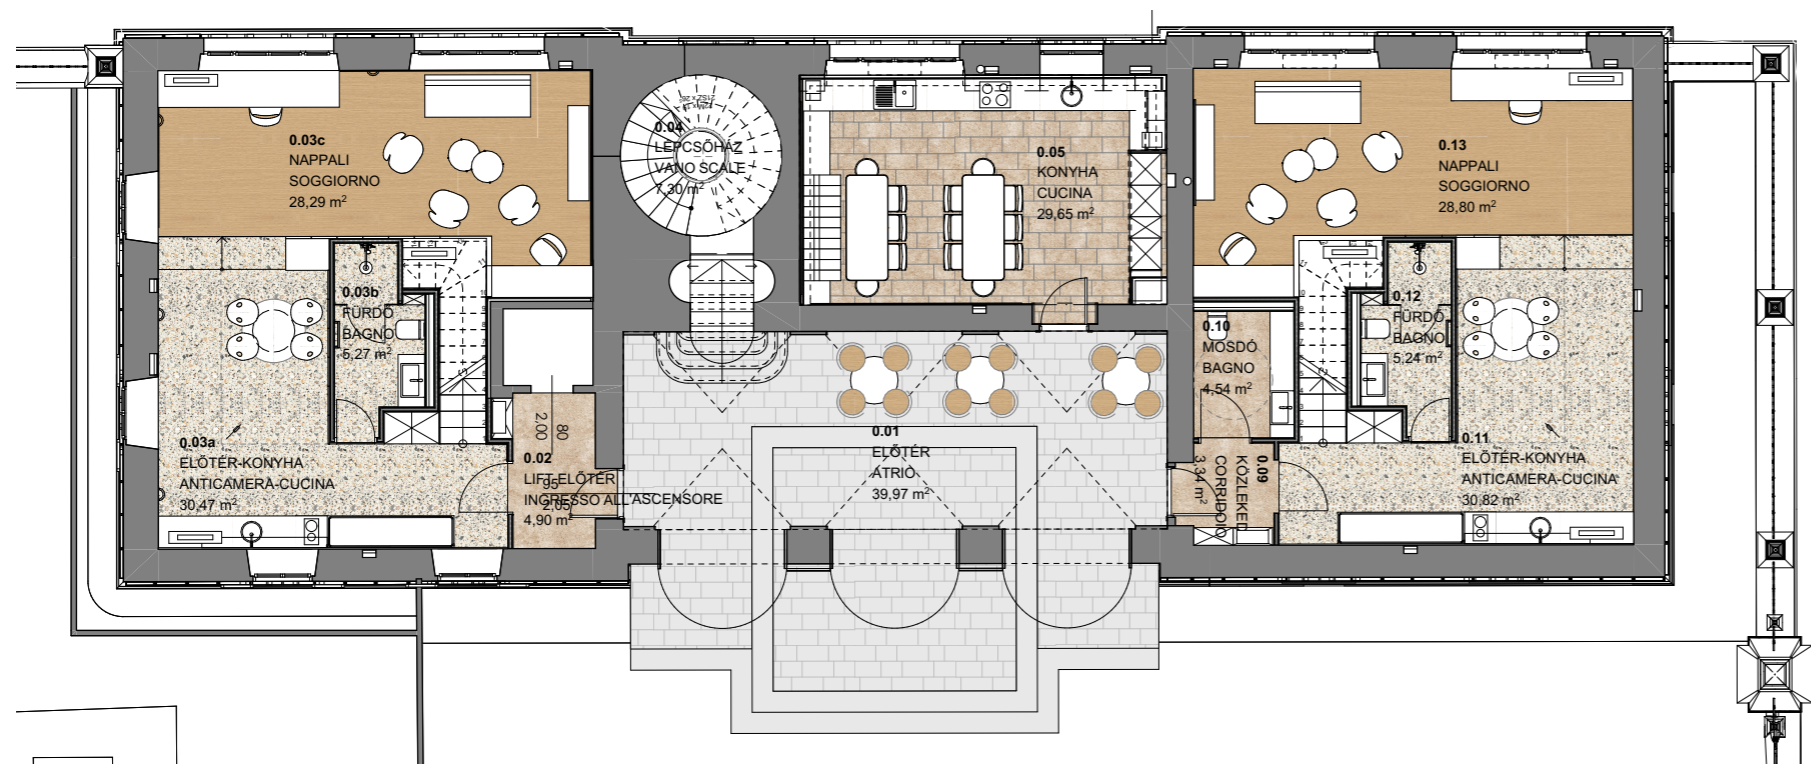 0.03c
NAPPALI
SOGGIORNO
28,29 m²
0.04
LÉPCSŐHÁZ
VANO SCALE
7,30 m²
0.05
KONYHA
CUCINA
29,65 m²
0.13
NAPPALI
SOGGIORNO
28,80 m²
0.03b
FÜRDŐ
BAGNO
5,27 m²
0.10
MOSDÓ
BAGNO
4,54 m²
0.12
FÜRDŐ
BAGNO
5,24 m²
0.03a
ELŐTÉR-KONYHA
ANTICAMERA-CUCINA
30,47 m²
80
2,00
0.02
LIFT-ELŐTÉR
INGRESSO ALL'ASCENSORE
4,90 m²
95
2,05
0.01
ELŐTÉR
ATRIO
39,97 m²
0.09
KÖZLEKED
CORRIDOIO
3,34 m²
0.11
ELŐTÉR-KONYHA
ANTICAMERA-CUCINA
30,82 m²